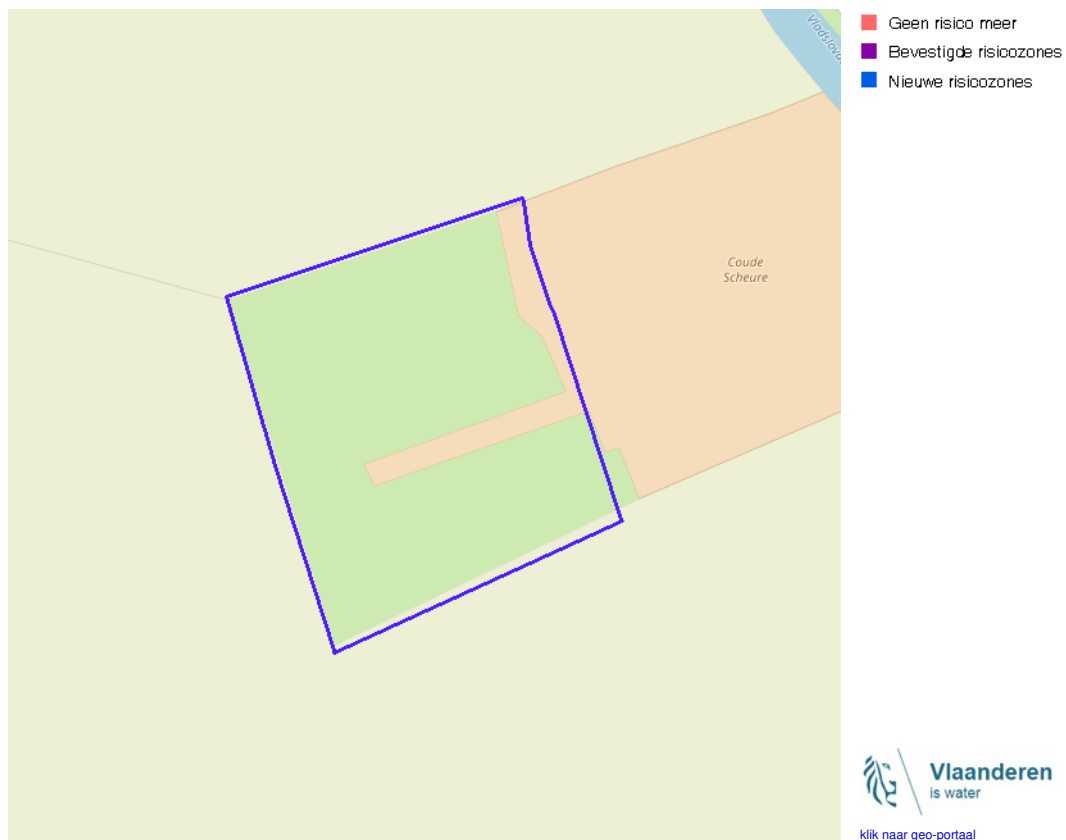 Geen risico meer
Bevestigde risicozones
Nieuwe risicozones
Coude
Scheure
Vlaanderen
is water
klik naar geo-portaal